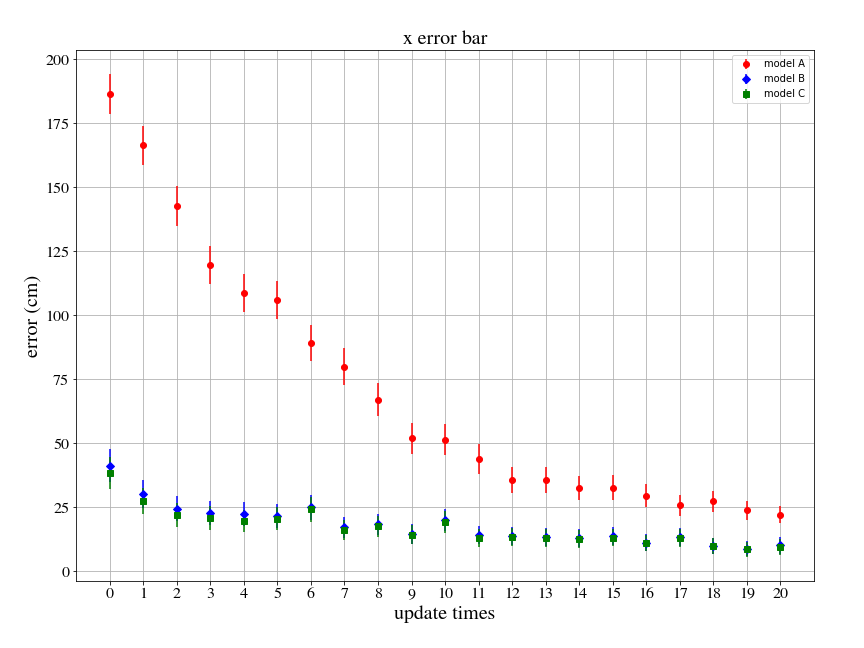 x error bar
200
175
150
125
100
75
50
25
0
error (cm)
model A
model B
model C
0 1 2 3 4 5 6 7 8 9 10 11 12 13 14 15 16 17 18 19 20
update times